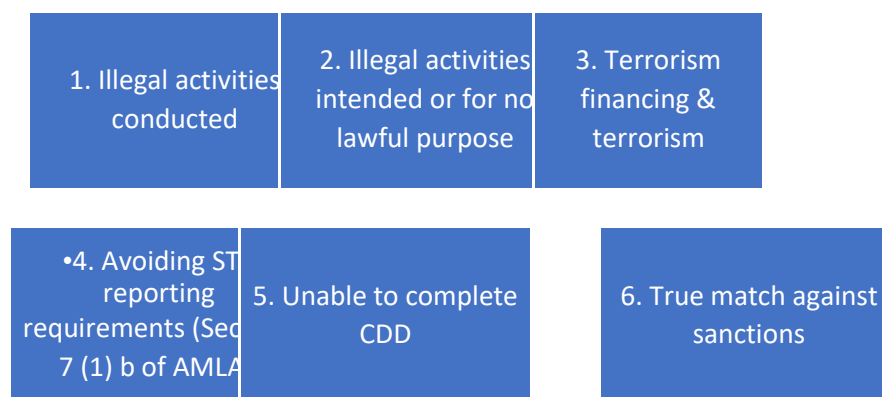 1. Illegal activities
conducted
2. Illegal activities
intended or for no
lawful purpose
3. Terrorism
financing &
terrorism
•4. Avoiding ST
reporting
requirements (Sec
7 (1) b of AMLA
5. Unable to complete
CDD
6. True match against
sanctions